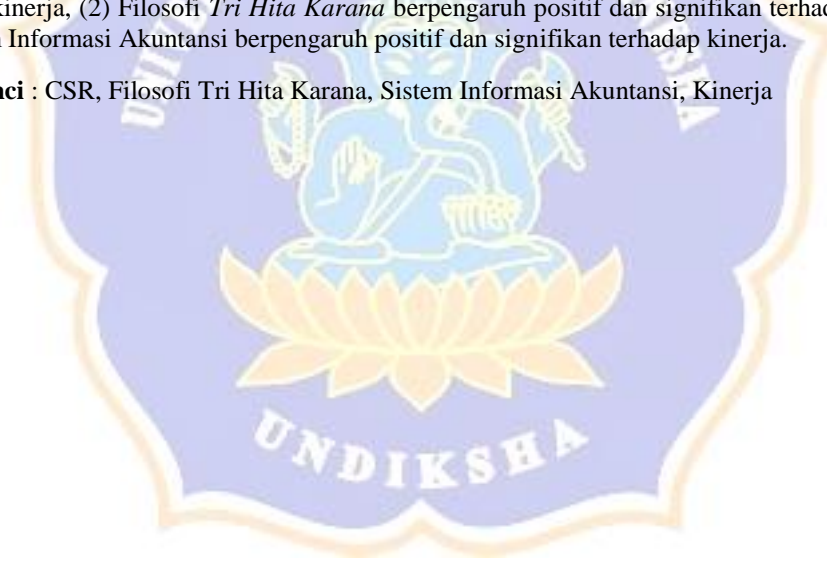 kinerja, (2) Filosofi Tri Hita Karana berpengaruh positif dan signifikan terhad
Informasi Akuntansi berpengaruh positif dan signifikan terhadap kinerja.
nci : CSR, Filosofi Tri Hita Karana, Sistem Informasi Akuntansi, Kinerja
UNDIKSHA